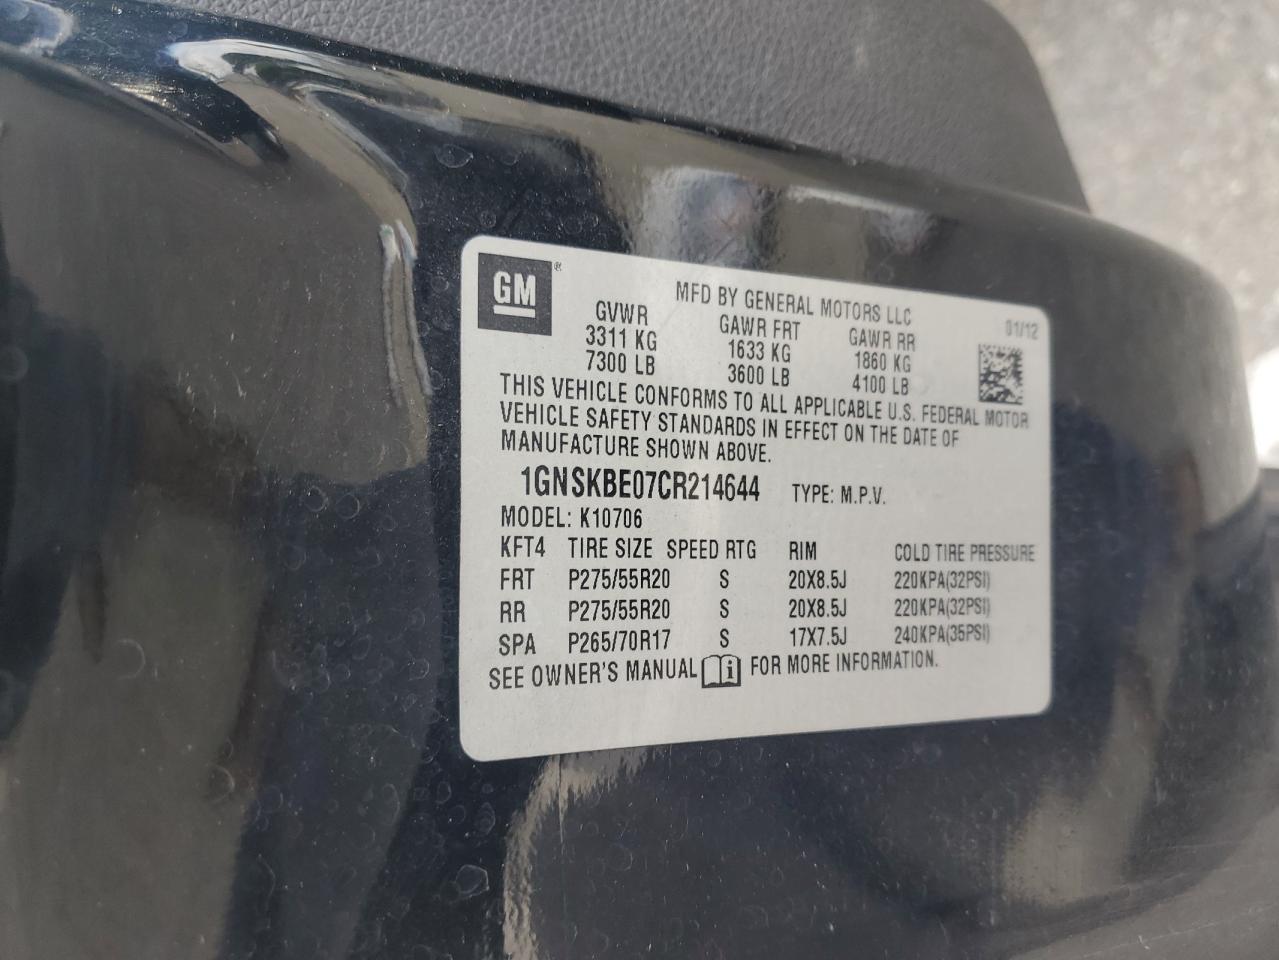 GM®
MFD BY GENERAL MOTORS LLC
01/12
GVWR GAWR FRT GAWR RR
3311 KG 1633 KG 1860 KG
7300 LB 3600 LB 4100 LB
THIS VEHICLE CONFORMS TO ALL APPLICABLE U.S. FEDERAL MOTOR
VEHICLE SAFETY STANDARDS IN EFFECT ON THE DATE OF
MANUFACTURE SHOWN ABOVE.
1GNSKBE07CR214644 TYPE: M.P.V.
MODEL: K10706
KFT4 TIRE SIZE SPEED RTG RIM COLD TIRE PRESSURE
FRT P275/55R20 S 20X8.5J 220KPA(32PSI)
RR P275/55R20 S 20X8.5J 220KPA(32PSI)
SPA P265/70R17 S 17X7.5J 240KPA(35PSI)
SEE OWNER'S MANUAL i FOR MORE INFORMATION.